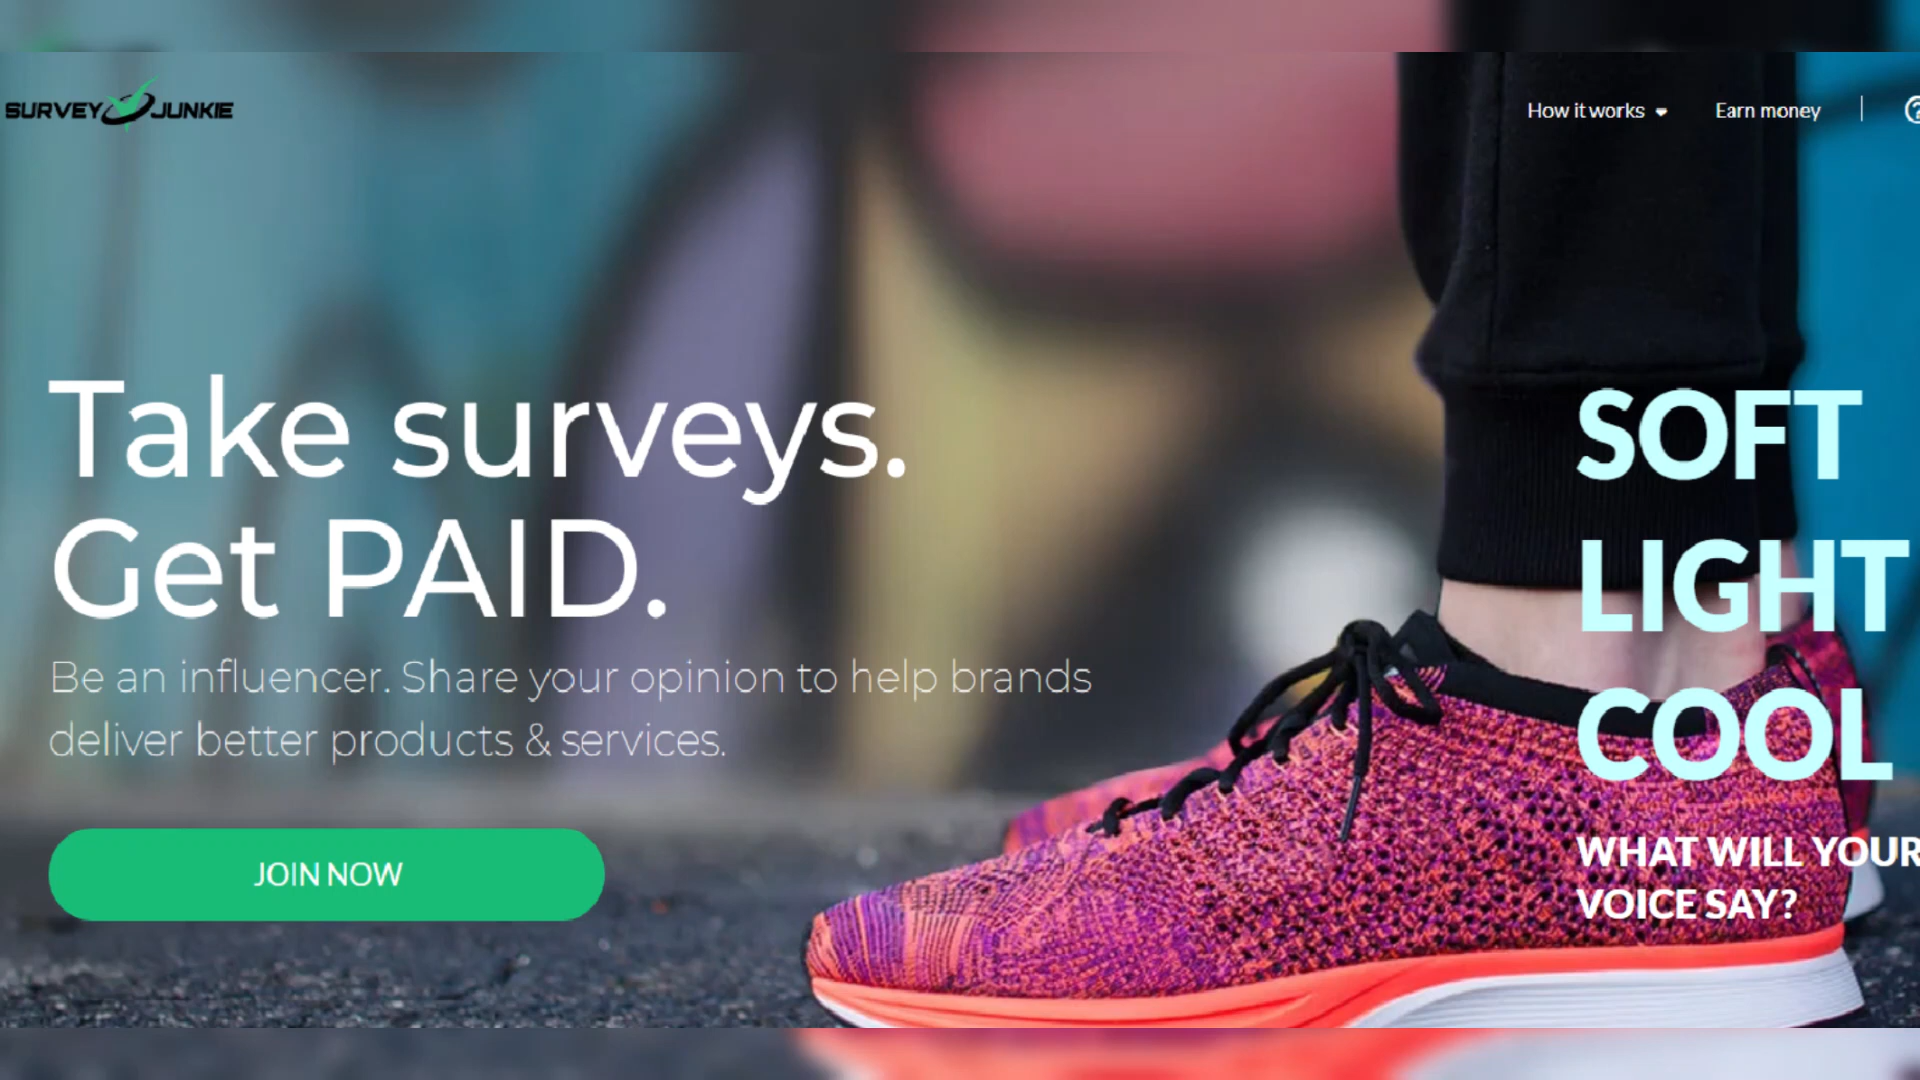 SURVEY JUNKIE
How it works
Earn money
Take surveys.
Get PAID.
Be an influencer. Share your opinion to help brands
deliver better products & services.
JOIN NOW
SOFT
LIGHT
COOL
WHAT WILL YOUR
VOICE SAY?